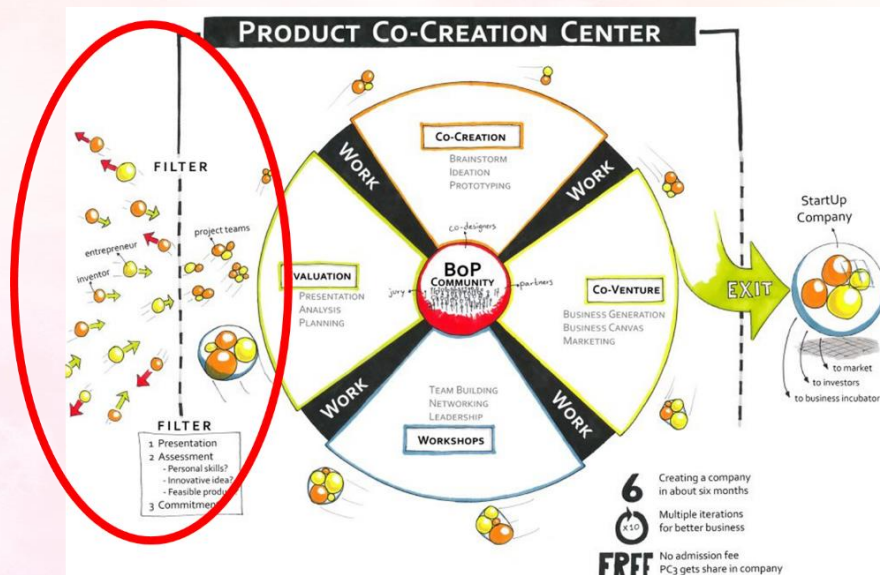 PRODUCT CO-CREATION CENTER
FILTER
entrepreneur
inventor
project teams
FILTER
1 Presentation
2 Assessment
- Personal skills?
- Innovative idea?
- Feasible produ
3 Commitment
WORK
CO-CREATION
BRAINSTORM
IDEATION
PROTOTYPING
WORK
VALUATION
PRESENTATION
ANALYSIS
PLANNING
co-designers
BOP
COMMUNITY
jury
partners
CO-VENTURE
BUSINESS GENERATION
BUSINESS CANVAS
MARKETING
WORK
TEAM BUILDING
NETWORKING
LEADERSHIP
WORKSHOPS
WORK
EXIT
StartUp
Company
to market
to investors
to business incubator
6
Creating a company
in about six months
x10
Multiple iterations
for better business
FREE
No admission fee
PC3 gets share in company